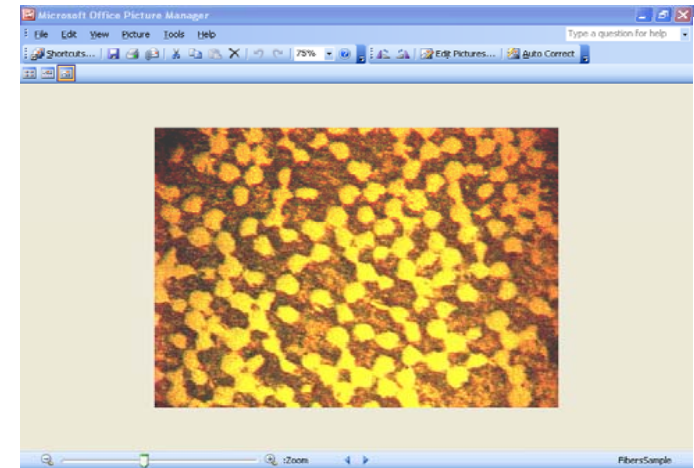 Microsoft Office Picture Manager
File Edit View Picture Tools Help Type a question for help
Shortcuts... 75% Edit Pictures... Auto Correct
:Zoom FibersSample